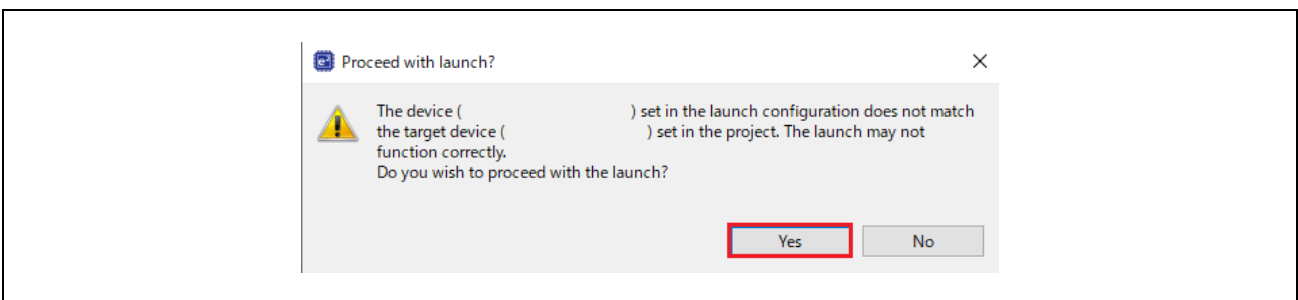 Proceed with launch?
The device (                                ) set in the launch configuration does not match
the target device (                           ) set in the project. The launch may not
function correctly.
Do you wish to proceed with the launch?
Yes No